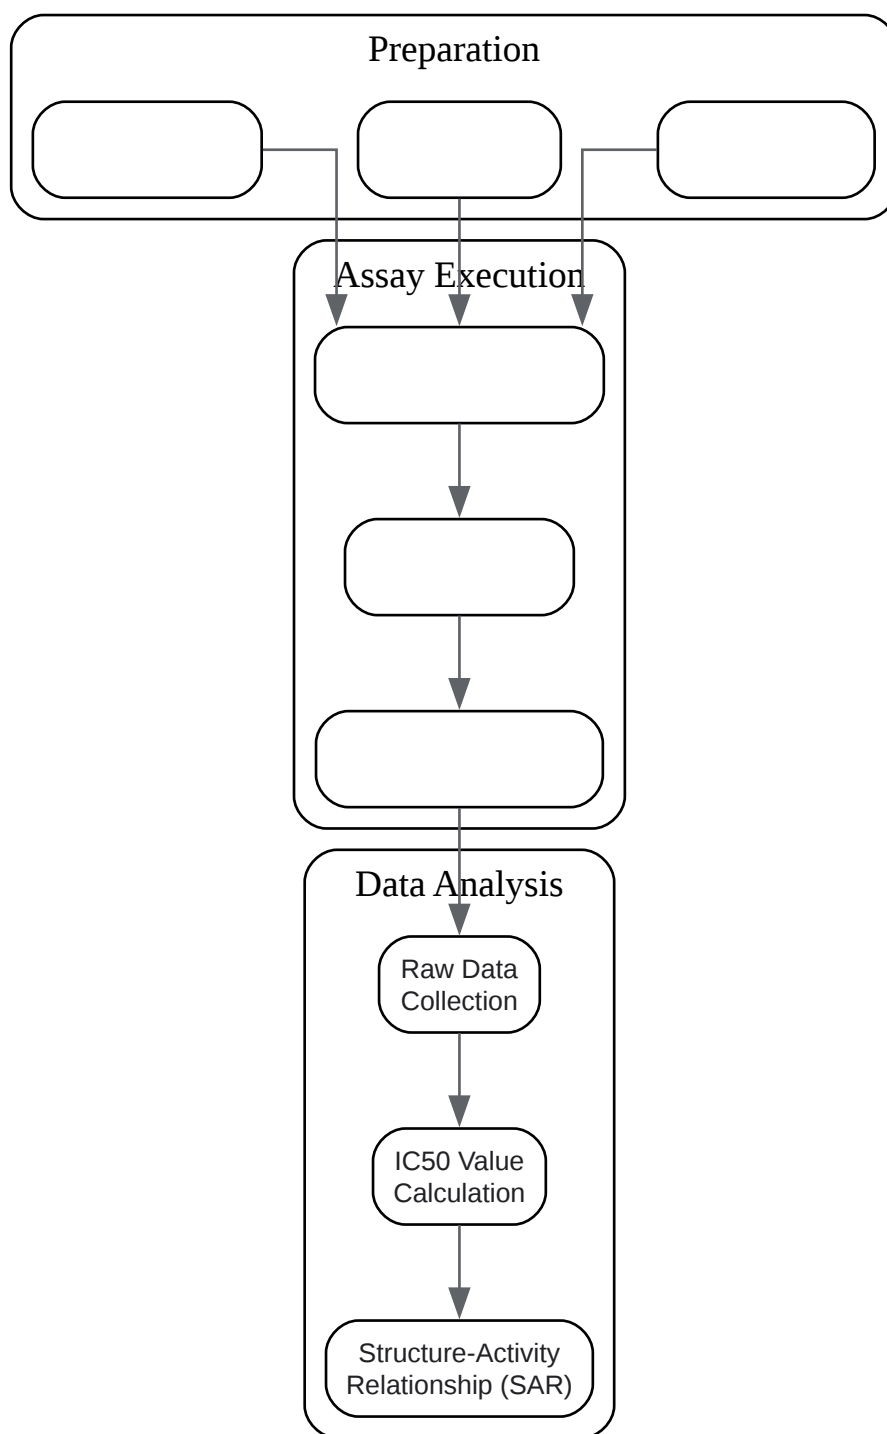 Preparation
Assay Execution
Data Analysis
Raw Data
Collection
IC50 Value
Calculation
Structure-Activity
Relationship (SAR)